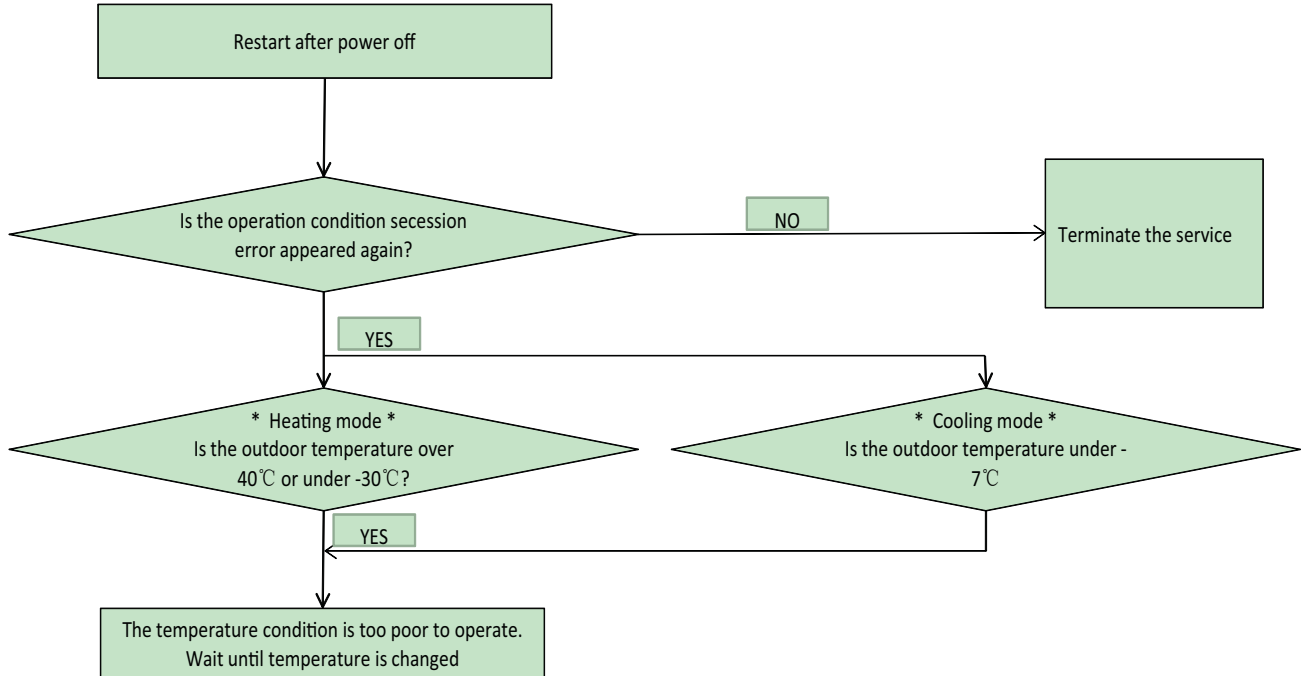 Restart after power off
Is the operation condition secession
error appeared again?
NO
Terminate the service
YES
* Heating mode *
Is the outdoor temperature over
40℃ or under -30℃?
* Cooling mode *
Is the outdoor temperature under -
7℃
YES
The temperature condition is too poor to operate.
Wait until temperature is changed